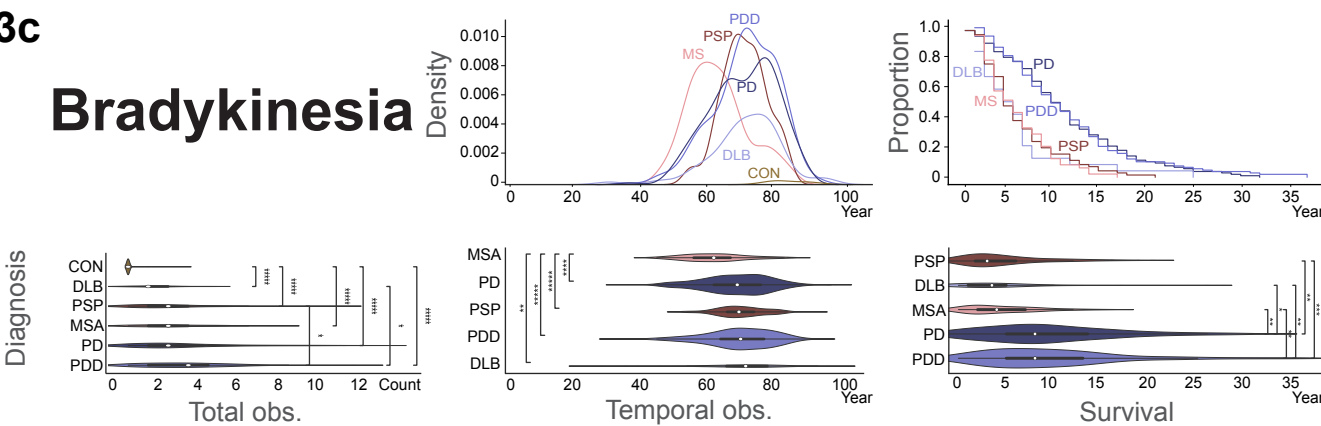 3c
Bradykinesia
Density
0.010
0.008
0.006
0.004
0.002
0
PDD
PSP
MS
PD
DLB
CON
0 20 40 60 80 100
Year
Proportion
1.0
0.8
0.6
0.4
0.2
0
PD
DLB
MS
PDD
PSP
0 5 10 15 20 25 30 35
Year
Diagnosis
CON
DLB
PSP
MSA
PD
PDD
0 2 4 6 8 10 12 Count
Total obs.
MSA
PD
PSP
PDD
DLB
** ***** **** ****
0 20 40 60 80 100
Year
Temporal obs.
PSP
DLB
MSA
PD
PDD
0 5 10 15 20 25 30 35
Year
Survival